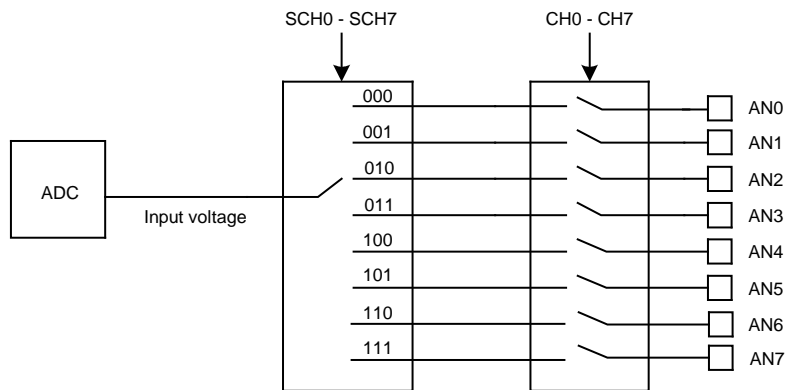 SCH0 - SCH7
CH0 - CH7
000
AN0
001
AN1
010
AN2
ADC
Input voltage
011
AN3
100
AN4
101
AN5
110
AN6
111
AN7